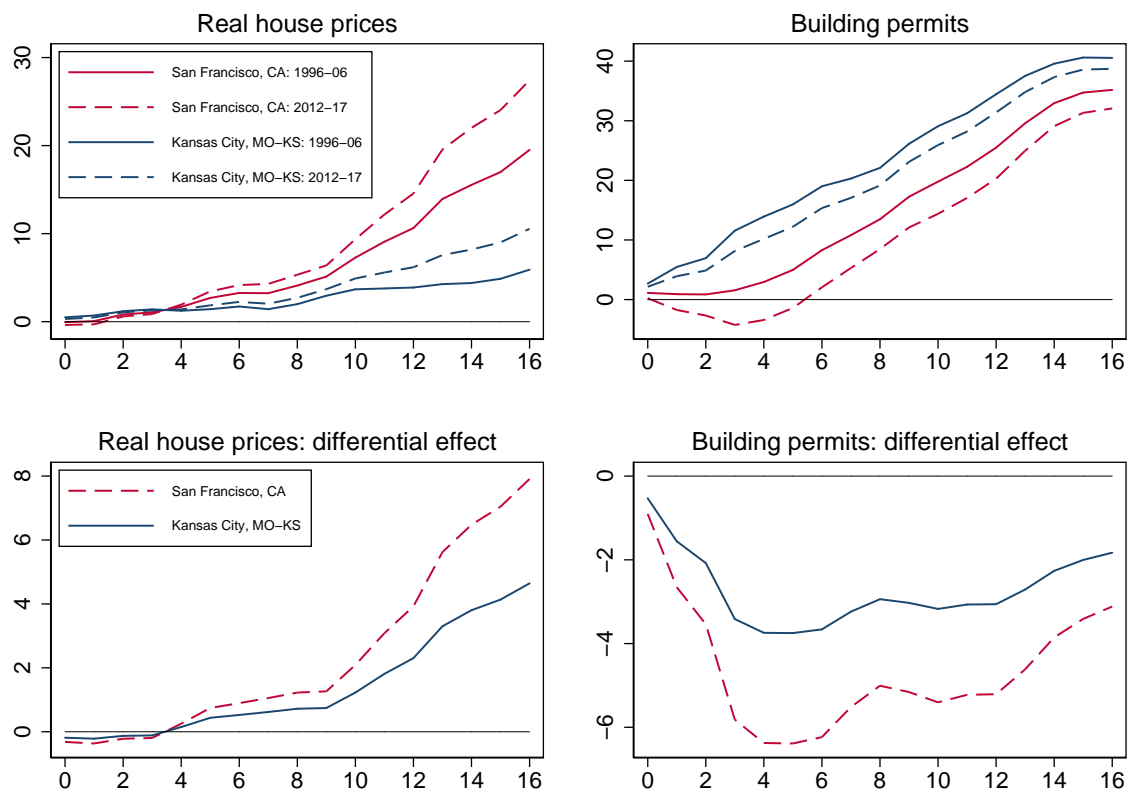 Real house prices
30
20
10
0
San Francisco, CA: 1996−06
San Francisco, CA: 2012−17
Kansas City, MO−KS: 1996−06
Kansas City, MO−KS: 2012−17
0 2 4 6 8 10 12 14 16
Building permits
40
30
20
10
0
0 2 4 6 8 10 12 14 16
Real house prices: differential effect
8
6
4
2
0
San Francisco, CA
Kansas City, MO−KS
0 2 4 6 8 10 12 14 16
Building permits: differential effect
0
−2
−4
−6
0 2 4 6 8 10 12 14 16